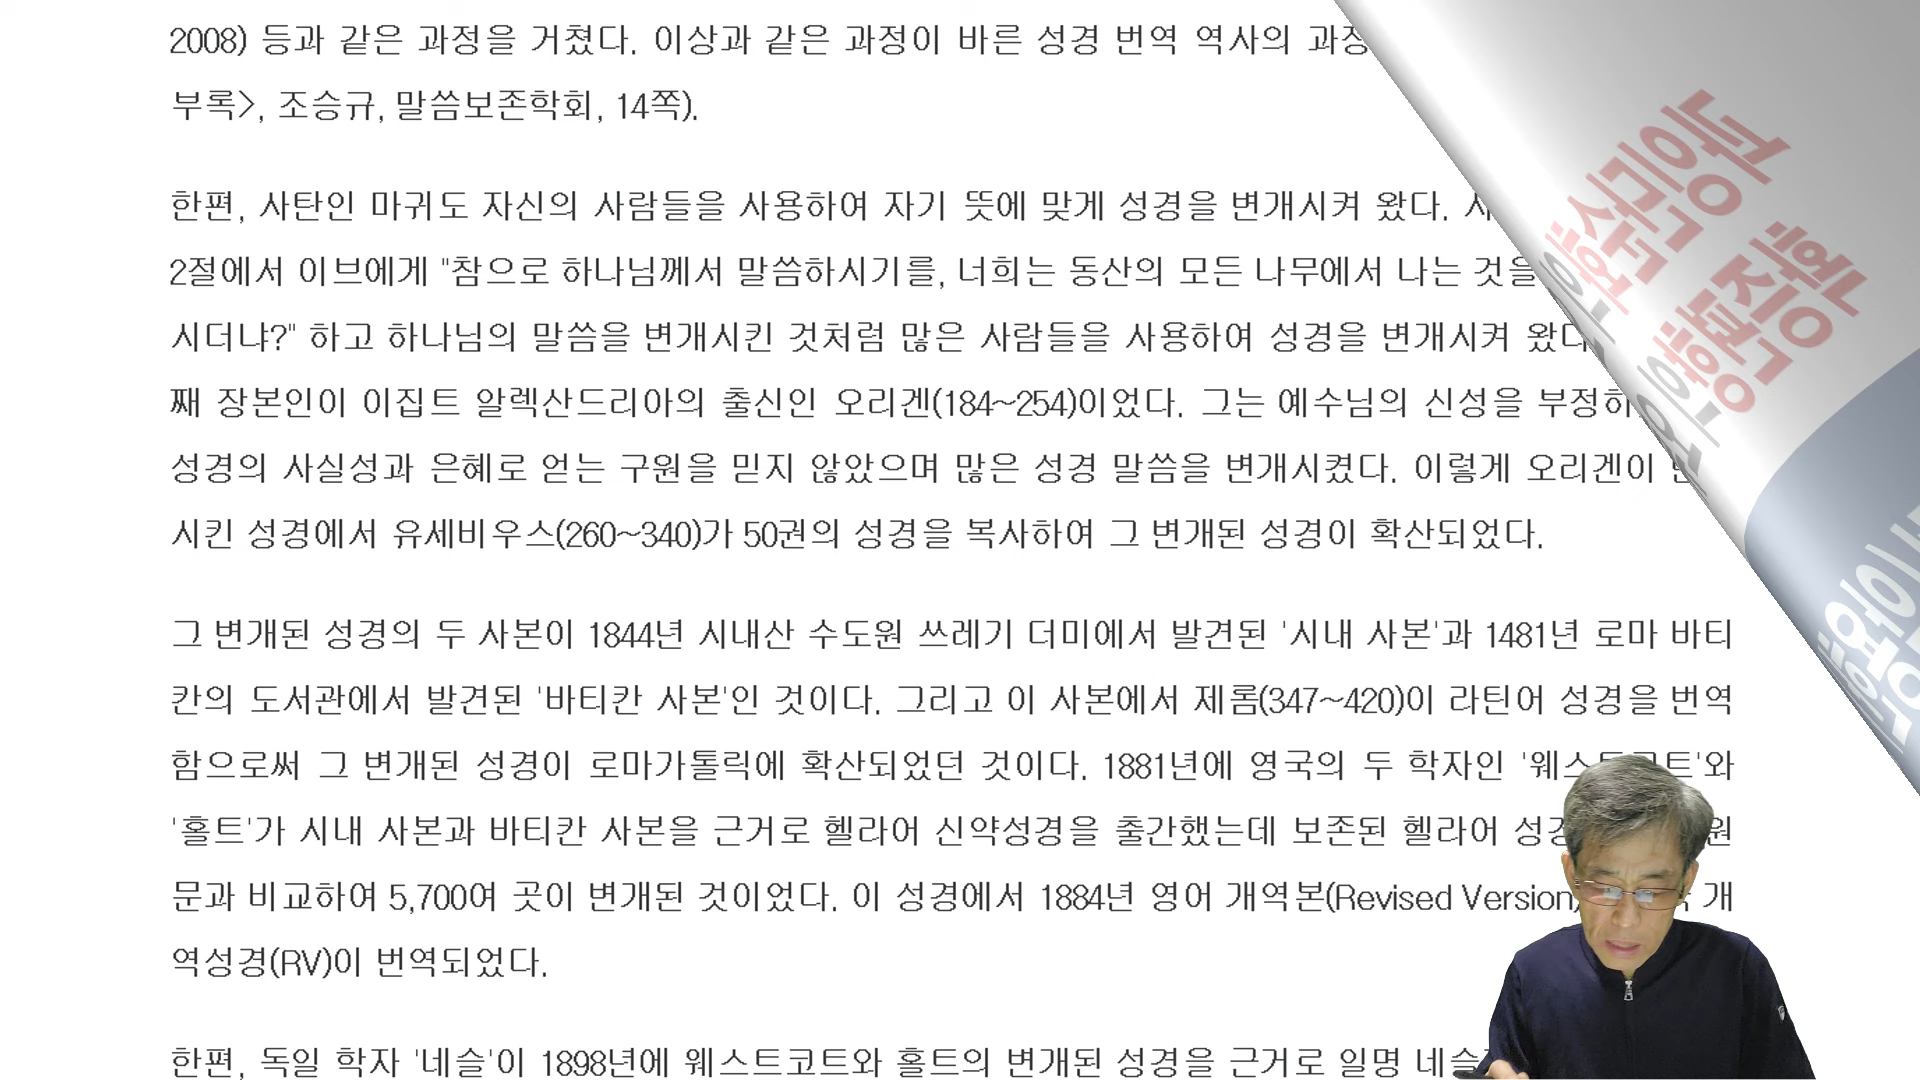 2008) 등과 같은 과정을 거쳤다. 이상과 같은 과정이 바른 성경 번역 역사의
부록>, 조승규, 말씀보존학회, 14쪽).
한편, 사탄인 마귀도 자신의 사람들을 사용하여 자기 뜻에 맞게 성경을 변개시켜 왔다.
2절에서 이브에게 "참으로 하나님께서 말씀하시기를, 너희는 동산의 모든 나무에서 나는 것을
시더냐?" 하고 하나님의 말씀을 변개시킨 것처럼 많은 사람들을 사용하여 성경을 변개시켜 왔다
째 장본인이 이집트 알렉산드리아의 출신인 오리겐(184~254)이었다. 그는 예수님의 신성을
성경의 사실성과 은혜로 얻는 구원을 믿지 않았으며 많은 성경 말씀을 변개시켰다. 이렇게 오리겐이
시킨 성경에서 유세비우스(260~340)가 50권의 성경을 복사하여 그 변개된 성경이 확산되었다.
그 변개된 성경의 두 사본이 1844년 시내산 수도원 쓰레기 더미에서 발견된 '시내 사본'과 1481년 로마 바티
칸의 도서관에서 발견된 '바티칸 사본'인 것이다. 그리고 이 사본에서 제롬(347~420)이 라틴어 성경을 번역
함으로써 그 변개된 성경이 로마가톨릭에 확산되었던 것이다. 1881년에 영국의 두 학자인 '웨스트코트'와
'홀트'가 시내 사본과 바티칸 사본을 근거로 헬라어 신약성경을 출간했는데 보존된 헬라어 원
문과 비교하여 5,700여 곳이 변개된 것이었다. 이 성경에서 1884년 영어 개역본(Revised Version) 개
역성경(RV)이 번역되었다.
한편, 독일 학자 '네슬'이 1898년에 웨스트코트와 홀트의 변개된 성경을 근거로 일명 네슬